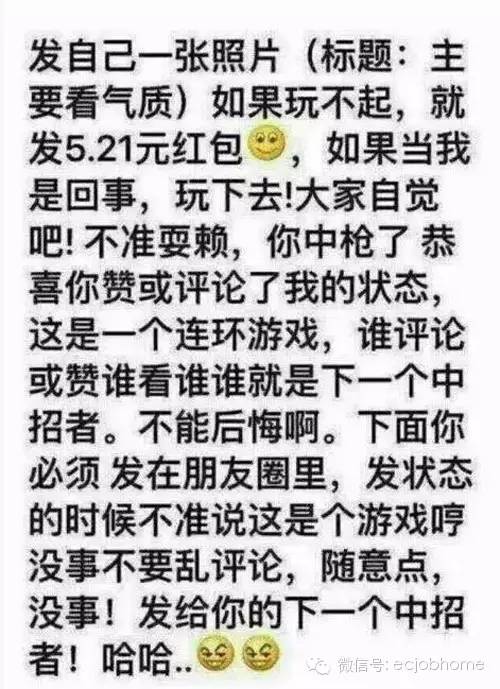 发自己一张照片（标题：主
要看气质）如果玩不起，就
发5.21元红包，如果当我
是回事，玩下去!大家自觉
吧! 不准耍赖，你中枪了 恭
喜你赞或评论了我的状态，
这是一个连环游戏，谁评论
或赞谁看谁谁就是下一个中
招者。不能后悔啊。下面你
必须 发在朋友圈里，发状态
的时候不准说这是个游戏哼
没事不要乱评论，随意点，
没事！发给你的下一个中招
者！哈哈..
微信号: ecjobhome